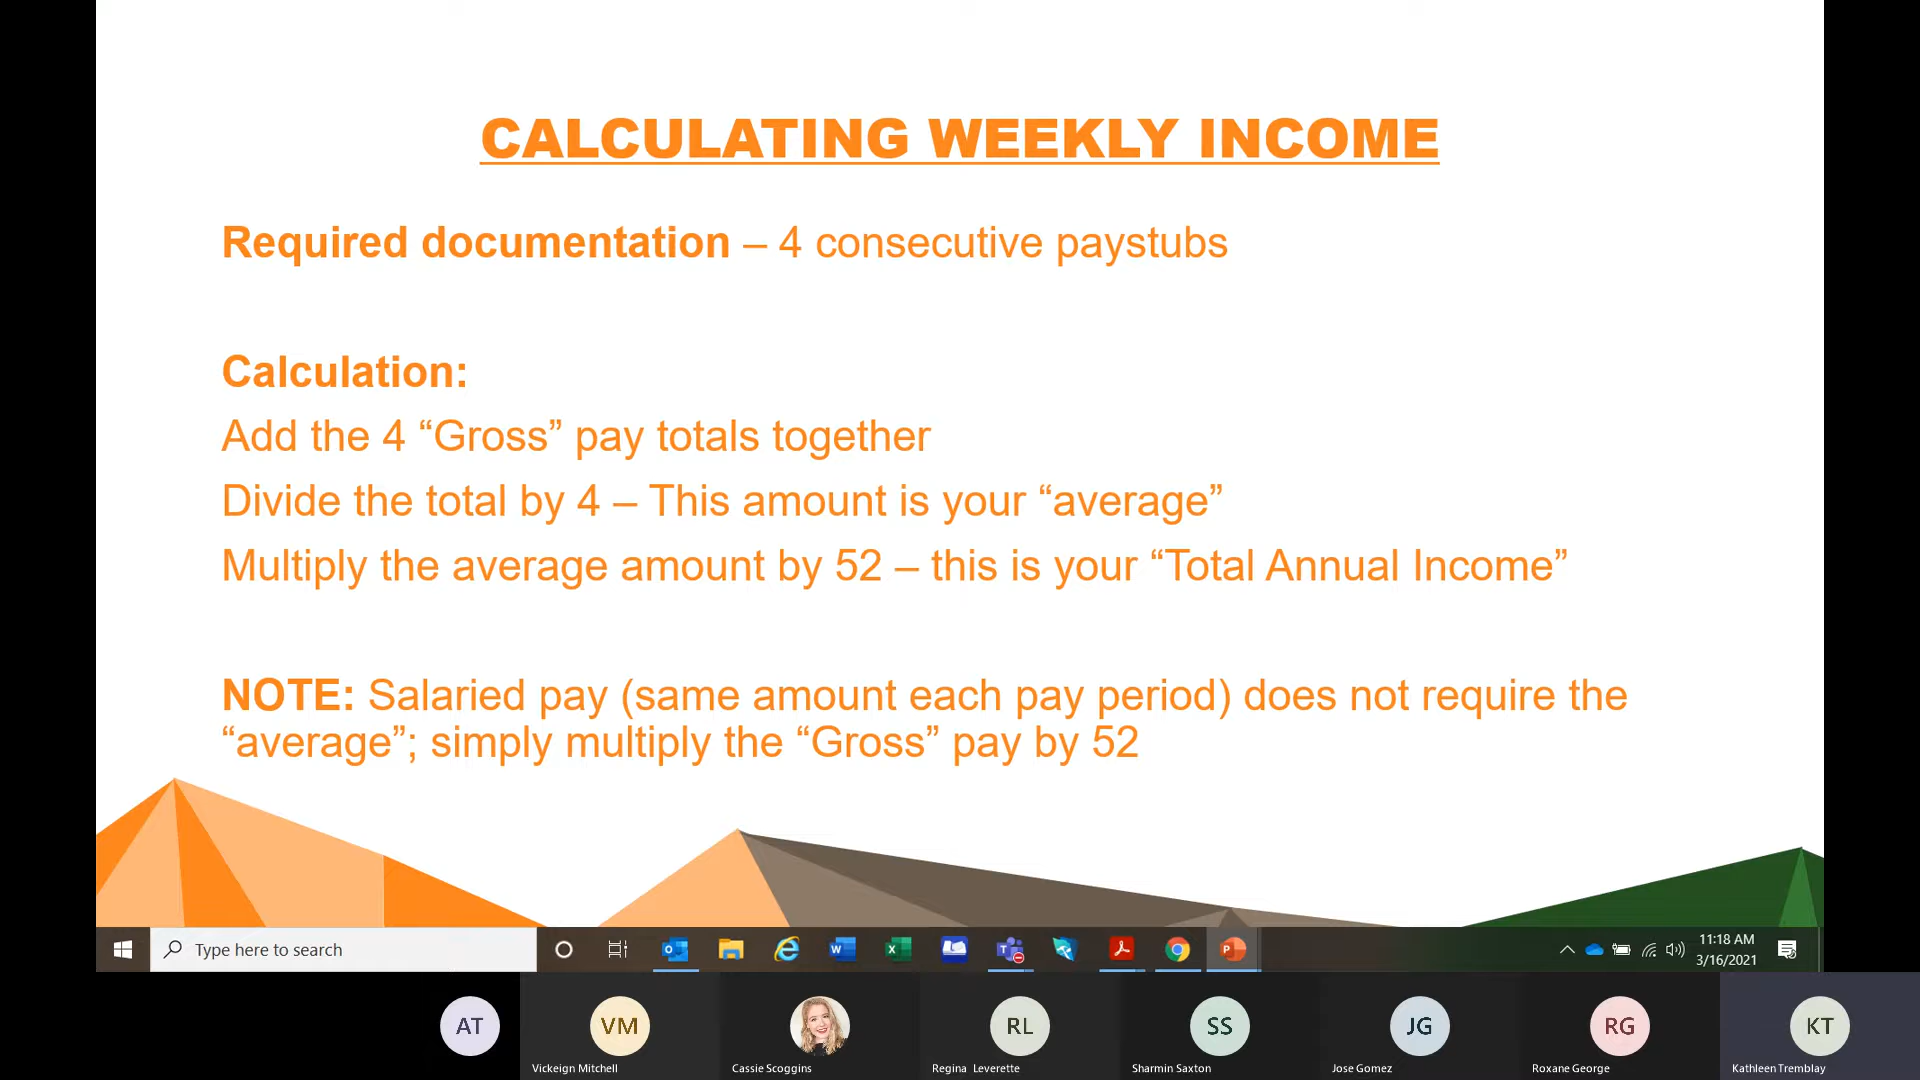 CALCULATING WEEKLY INCOME
Required documentation – 4 consecutive paystubs
Calculation:
Add the 4 “Gross” pay totals together
Divide the total by 4 – This amount is your “average”
Multiply the average amount by 52 – this is your “Total Annual Income”
NOTE: Salaried pay (same amount each pay period) does not require the
“average”; simply multiply the “Gross” pay by 52
Type here to search
11:18 AM
3/16/2021
AT
VM
RL
SS
JG
RG
KT
Vickeign Mitchell
Cassie Scoggins
Regina Leverette
Sharmin Saxton
Jose Gomez
Roxane George
Kathleen Tremblay